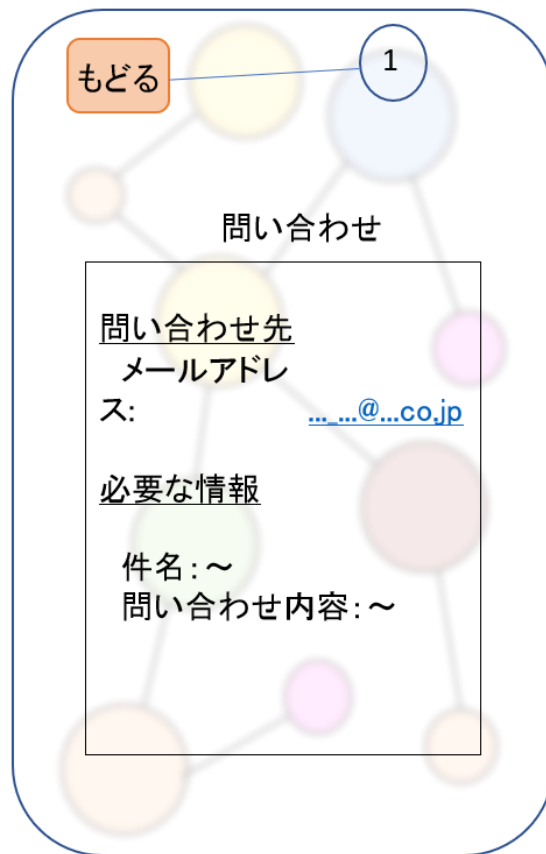 もどる
1
問い合わせ
問い合わせ先
メールアドレ
ス: ..._...@...co.jp
必要な情報
件名:～
問い合わせ内容:～